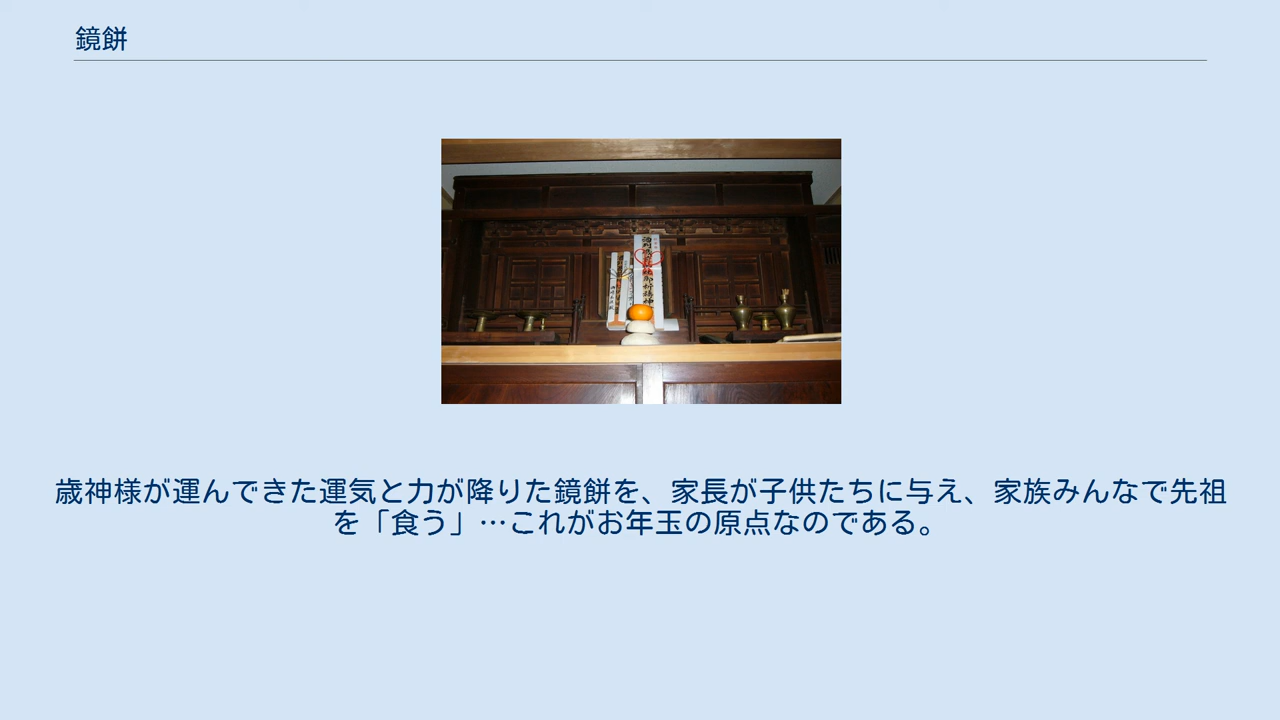 鏡餅
歳神様が運んできた運気と力が降りた鏡餅を、家長が子供たちに与え、家族みんなで先祖
を「食う」…これがお年玉の原点なのである。